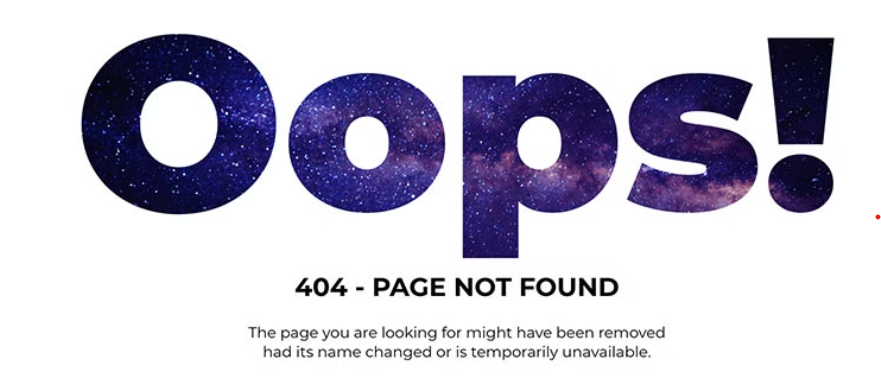 Oops!
404 - PAGE NOT FOUND
The page you are looking for might have been removed
had its name changed or is temporarily unavailable.